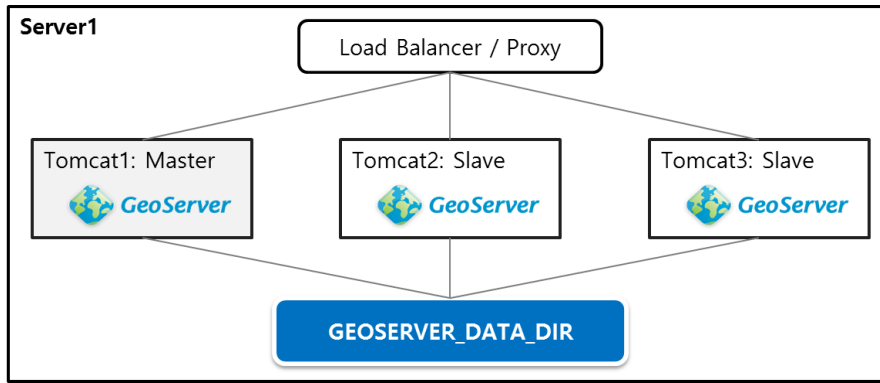 Server1
Load Balancer / Proxy
Tomcat1: Master
GeoServer
Tomcat2: Slave
GeoServer
Tomcat3: Slave
GeoServer
GEOSERVER_DATA_DIR